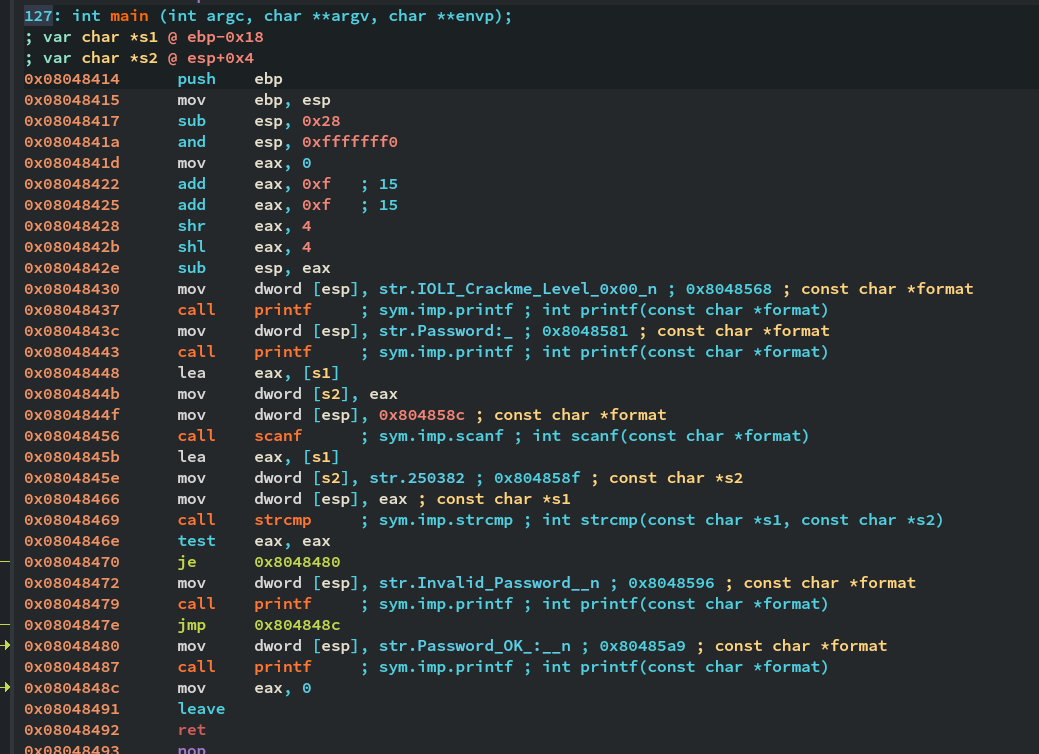 127: int main (int argc, char **argv, char **envp);
; var char *s1 @ ebp-0x18
; var char *s2 @ esp+0x4
0x08048414      push    ebp
0x08048415      mov     ebp, esp
0x08048417      sub     esp, 0x28
0x0804841a      and     esp, 0xfffffff0
0x0804841d      mov     eax, 0
0x08048422      add     eax, 0xf   ; 15
0x08048425      add     eax, 0xf   ; 15
0x08048428      shr     eax, 4
0x0804842b      shl     eax, 4
0x0804842e      sub     esp, eax
0x08048430      mov     dword [esp], str.IOLI_Crackme_Level_0x00_n ; 0x8048568 ; const char *format
0x08048437      call    printf     ; sym.imp.printf ; int printf(const char *format)
0x0804843c      mov     dword [esp], str.Password:_ ; 0x8048581 ; const char *format
0x08048443      call    printf     ; sym.imp.printf ; int printf(const char *format)
0x08048448      lea     eax, [s1]
0x0804844b      mov     dword [s2], eax
0x0804844f      mov     dword [esp], 0x804858c ; const char *format
0x08048456      call    scanf      ; sym.imp.scanf ; int scanf(const char *format)
0x0804845b      lea     eax, [s1]
0x0804845e      mov     dword [s2], str.250382 ; 0x804858f ; const char *s2
0x08048466      mov     dword [esp], eax ; const char *s1
0x08048469      call    strcmp     ; sym.imp.strcmp ; int strcmp(const char *s1, const char *s2)
0x0804846e      test    eax, eax
0x08048470      je      0x8048480
0x08048472      mov     dword [esp], str.Invalid_Password__n ; 0x8048596 ; const char *format
0x08048479      call    printf     ; sym.imp.printf ; int printf(const char *format)
0x0804847e      jmp     0x804848c
0x08048480      mov     dword [esp], str.Password_OK_:__n ; 0x80485a9 ; const char *format
0x08048487      call    printf     ; sym.imp.printf ; int printf(const char *format)
0x0804848c      mov     eax, 0
0x08048491      leave
0x08048492      ret
0x08048493      nop